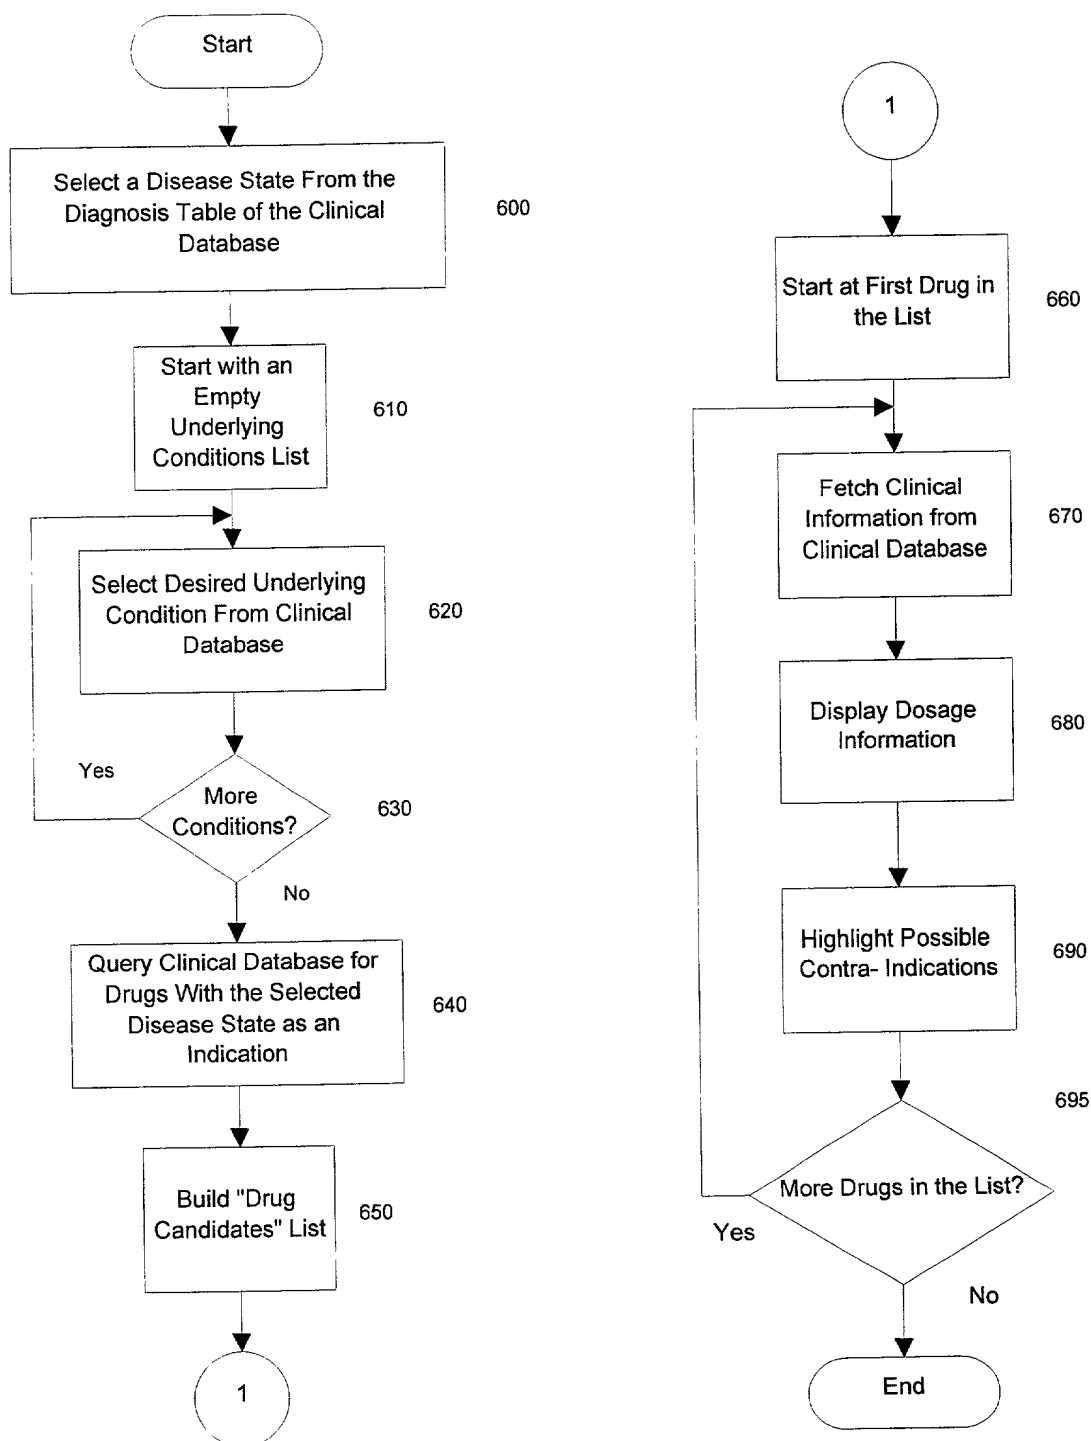 Start
Select a Disease State From the
Diagnosis Table of the Clinical
Database
600
Start with an
Empty
Underlying
Conditions List
610
Select Desired Underlying
Condition From Clinical
Database
620
Yes
More
Conditions?
630
No
Query Clinical Database for
Drugs With the Selected
Disease State as an
Indication
640
Build "Drug
Candidates" List
650
1
1
Start at First Drug in
the List
660
Fetch Clinical
Information from
Clinical Database
670
Display Dosage
Information
680
Highlight Possible
Contra- Indications
690
695
More Drugs in the List?
Yes
No
End